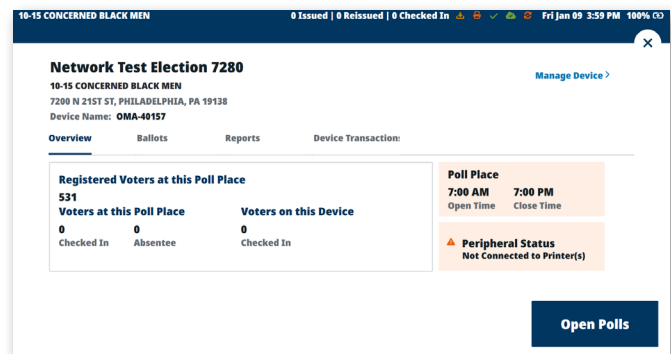 10-15 CONCERNED BLACK MEN 0 Issued | 0 Reissued | 0 Checked In Fri Jan 09 3:59 PM 100%
Network Test Election 7280
Manage Device >
10-15 CONCERNED BLACK MEN
7200 N 21ST ST, PHILADELPHIA, PA 19138
Device Name: OMA-40157
Overview Ballots Reports Device Transactions
Registered Voters at this Poll Place
531
Voters at this Poll Place Voters on this Device
0 0 0
Checked In Absentee Checked In
Poll Place
7:00 AM 7:00 PM
Open Time Close Time
Peripheral Status
Not Connected to Printer(s)
Open Polls